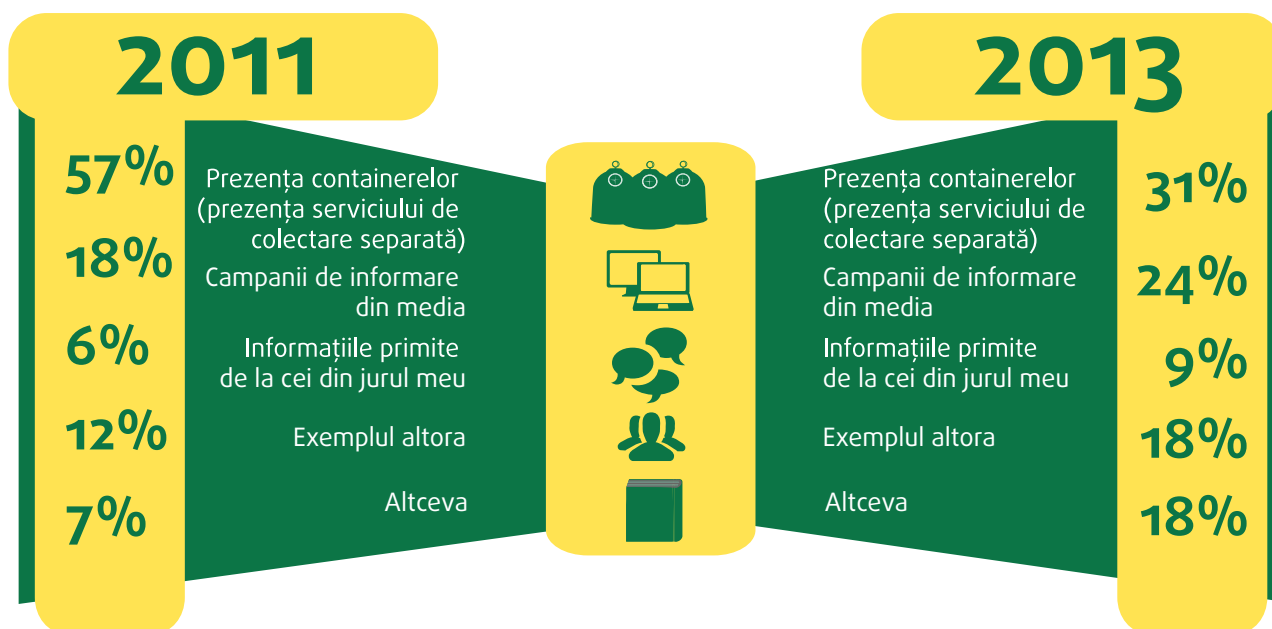 2011
57%
Prezența containerelor
(prezența serviciului de
colectare separată)
18%
Campanii de informare
din media
6%
Informațiile primite
de la cei din jurul meu
12%
Exemplul altora
7%
Altceva
2013
Prezența containerelor
(prezența serviciului de
colectare separată)
31%
Campanii de informare
din media
24%
Informațiile primite
de la cei din jurul meu
9%
Exemplul altora
18%
Altceva
18%